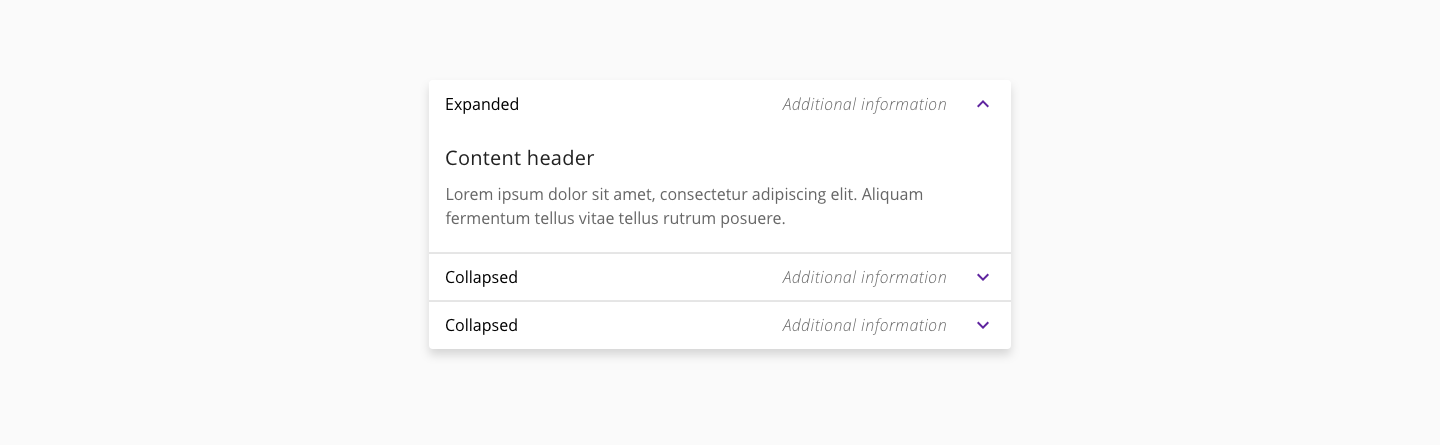 Expanded Additional information
Content header
Lorem ipsum dolor sit amet, consectetur adipiscing elit. Aliquam
fermentum tellus vitae tellus rutrum posuere.
Collapsed Additional information
Collapsed Additional information